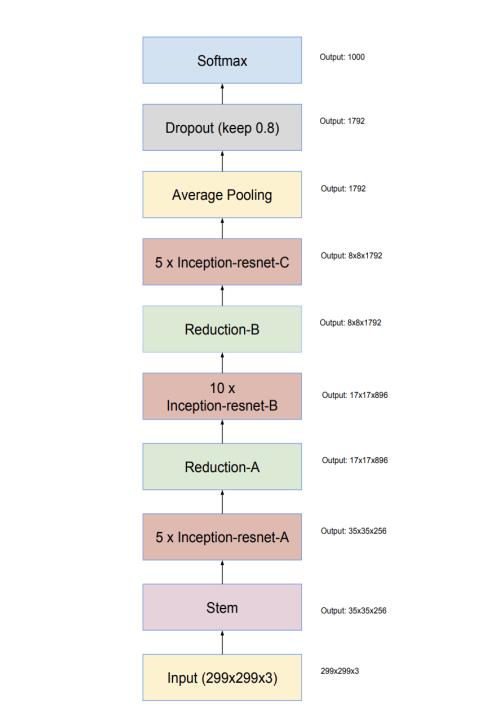 Softmax
Output: 1000
Dropout (keep 0.8)
Output: 1792
Average Pooling
Output: 1792
5 x Inception-resnet-C
Output: 8x8x1792
Reduction-B
Output: 8x8x1792
10 x
Inception-resnet-B
Output: 17x17x896
Reduction-A
Output: 17x17x896
5 x Inception-resnet-A
Output: 35x35x256
Stem
Output: 35x35x256
Input (299x299x3)
299x299x3